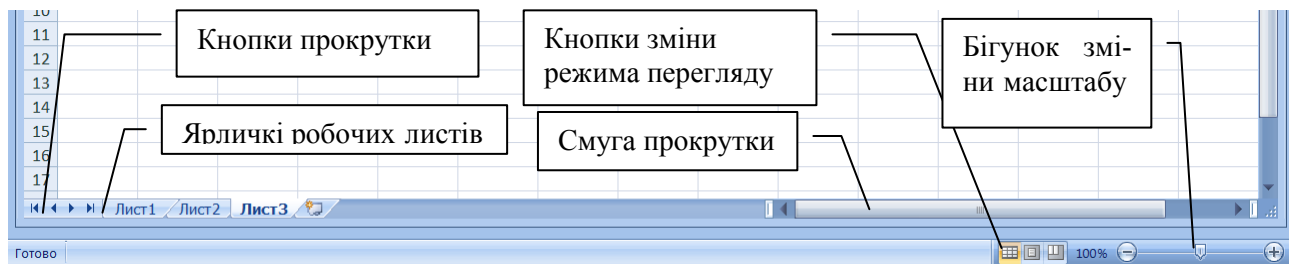 10
11
12
13
14
15
16
17
Кнопки прокрутки
Ярличкі робочих листів
Кнопки зміни
режима перегляду
Смуга прокрутки
Бігунок змі-
ни масштабу
Лист1 Лист2 Лист3
Готово
100%